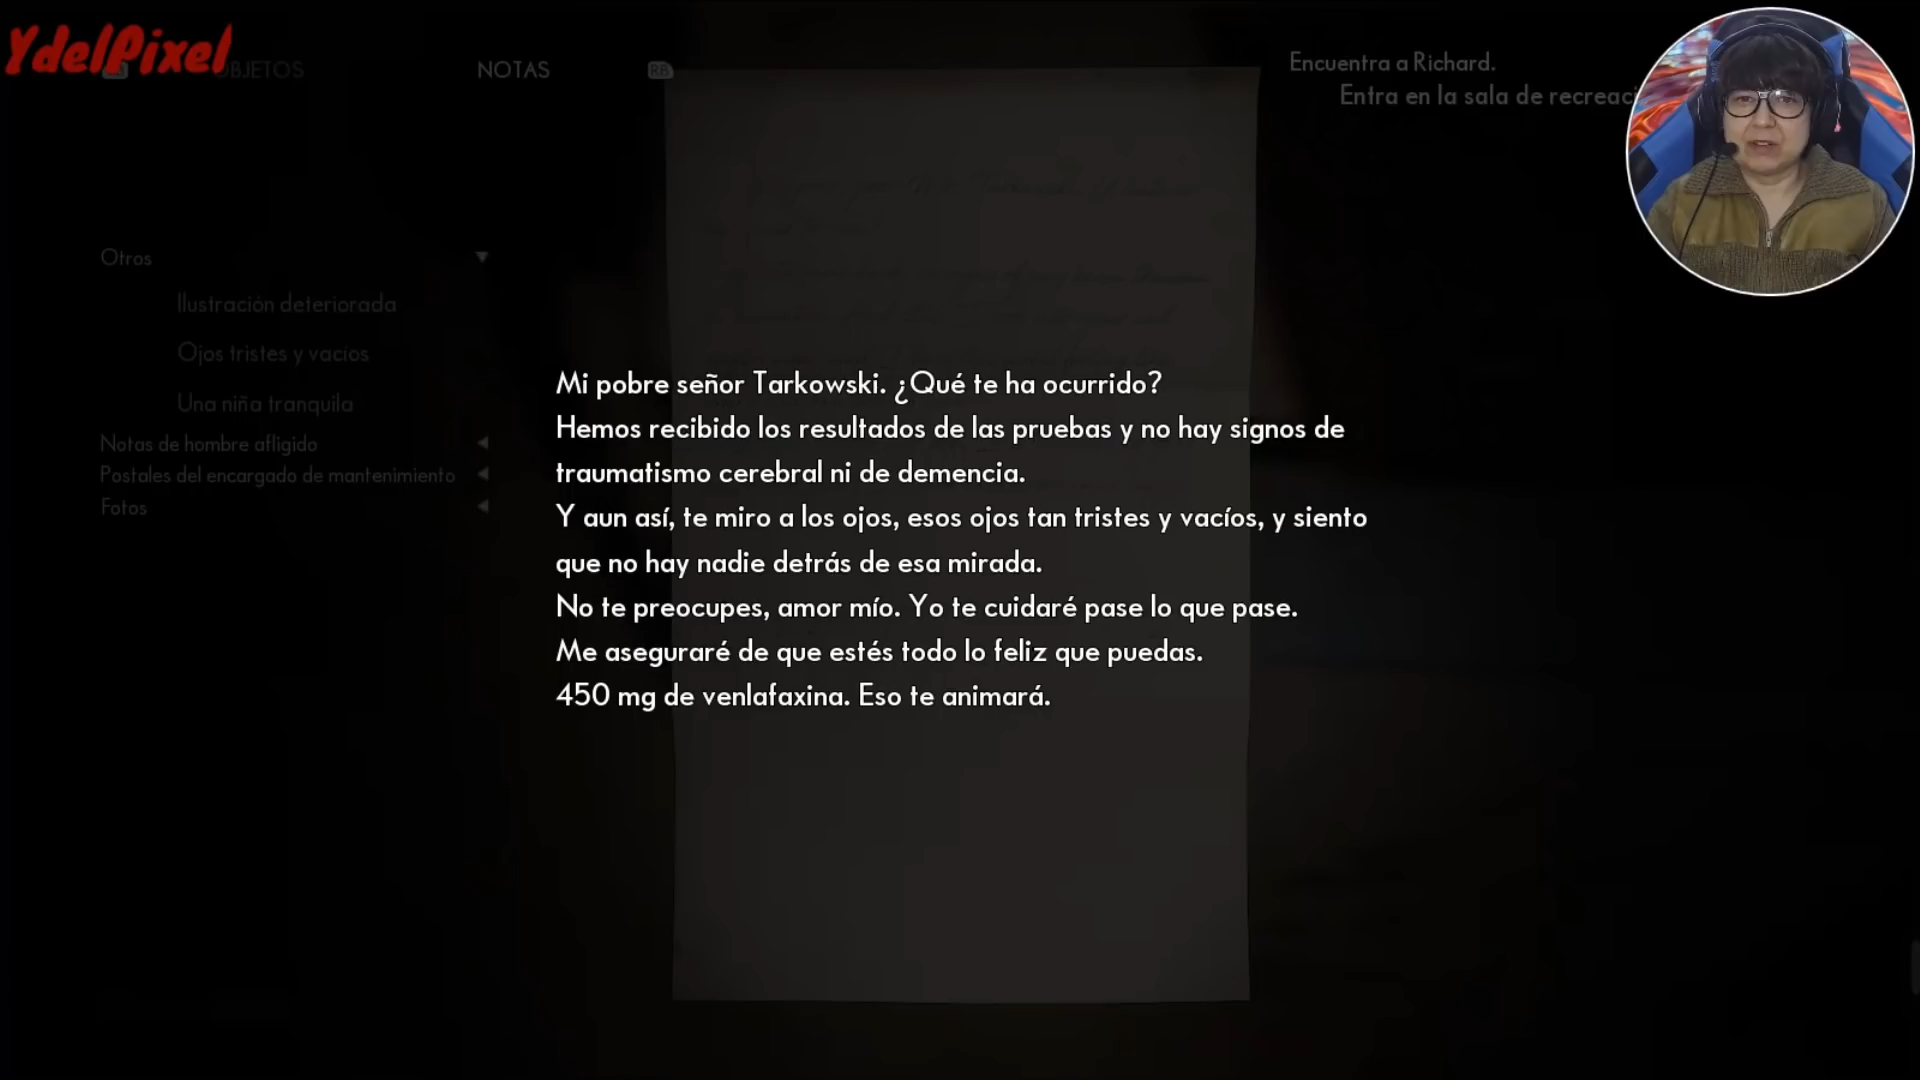 YdelPixel
OBJETOS
NOTAS
RB
Encuentra a Richard.
Entra en la sala de
Otros
Ilustración deteriorada
Ojos tristes y vacíos
Una niña tranquila
Notas de hombre afligido
Postales del encargado de mantenimiento
Fotos
Mi pobre señor Tarkowski. ¿Qué te ha ocurrido?
Hemos recibido los resultados de las pruebas y no hay signos de
traumatismo cerebral ni de demencia.
Y aun así, te miro a los ojos, esos ojos tan tristes y vacíos, y siento
que no hay nadie detrás de esa mirada.
No te preocupes, amor mío. Yo te cuidaré pase lo que pase.
Me aseguraré de que estés todo lo feliz que puedas.
450 mg de venlafaxina. Eso te animará.